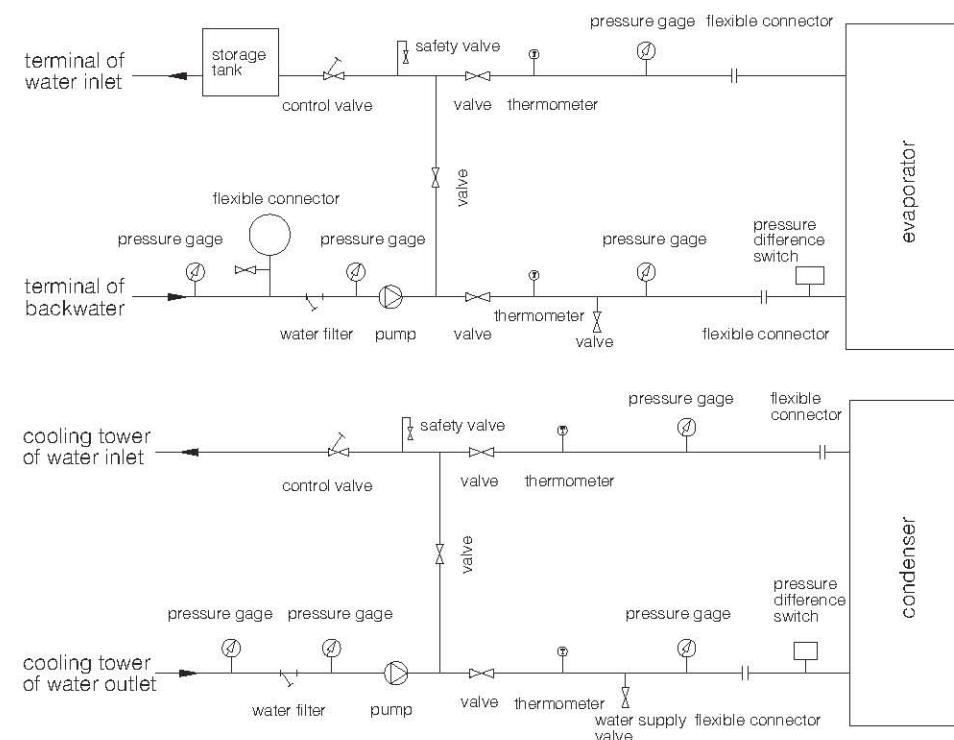 pressure gage
flexible connector
terminal of
water inlet
storage
tank
safety valve
control valve
valve
thermometer
valve
evaporator
flexible connector
pressure gage
pressure gage
pressure gage
pressure
difference
switch
terminal of
backwater
water filter
pump
valve
thermometer
valve
flexible connector
pressure gage
flexible
connector
cooling tower
of water inlet
safety valve
control valve
valve
thermometer
valve
condenser
pressure gage
pressure gage
pressure gage
pressure
difference
switch
cooling tower
of water outlet
water filter
pump
valve
thermometer
water supply
valve
flexible connector